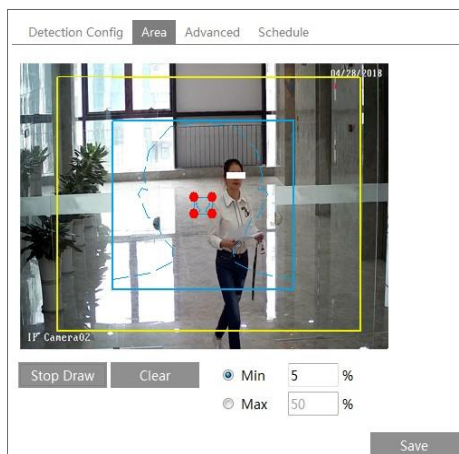 Detection Config Area Advanced Schedule
04/28/2018
IP Camera02
Stop Draw Clear Min 5 %
Max 50 %
Save